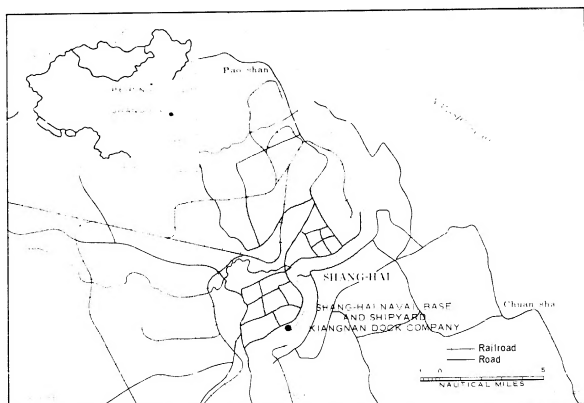 Pao-shan
SHANG-HAI
SHANG-HAI NAVAL BASE
AND SHIPYARD
KIANGNAN DOCK COMPANY
Chuan-sha
Railroad
Road
1 0 5
NAUTICAL MILES